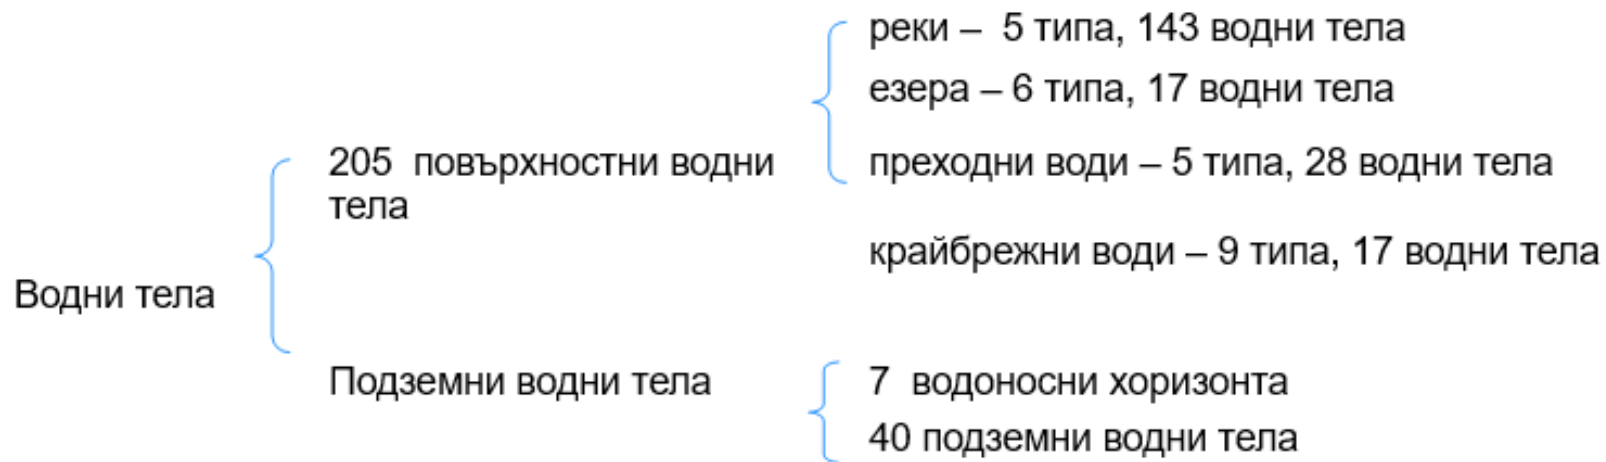 реки – 5 типа, 143 водни тела
езера – 6 типа, 17 водни тела
205 повърхностни водни
тела
преходни води – 5 типа, 28 водни тела
крайбрежни води – 9 типа, 17 водни тела
Водни тела
Подземни водни тела
7 водоносни хоризонта
40 подземни водни тела